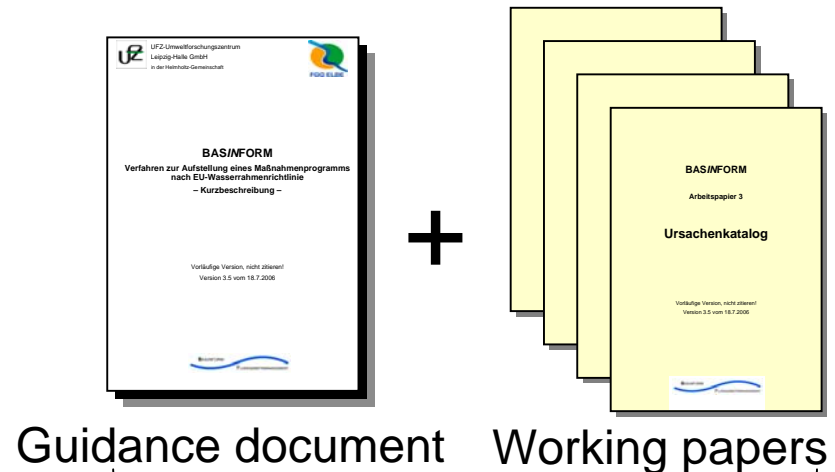 UFZ
UFZ-Umweltforschungszentrum
Leipzig-Halle GmbH
in der Helmholtz-Gemeinschaft
FGG ELBE
BASINFORM
Verfahren zur Aufstellung eines Maßnahmenprogramms
nach EU-Wasserrahmenrichtlinie
– Kurzbeschreibung –
Vorläufige Version, nicht zitieren!
Version 3.5 vom 18.7.2006
+
BASINFORM
Arbeitspapier 3
Ursachenkatalog
Vorläufige Version, nicht zitieren!
Version 3.5 vom 18.7.2006
Guidance document
Working papers